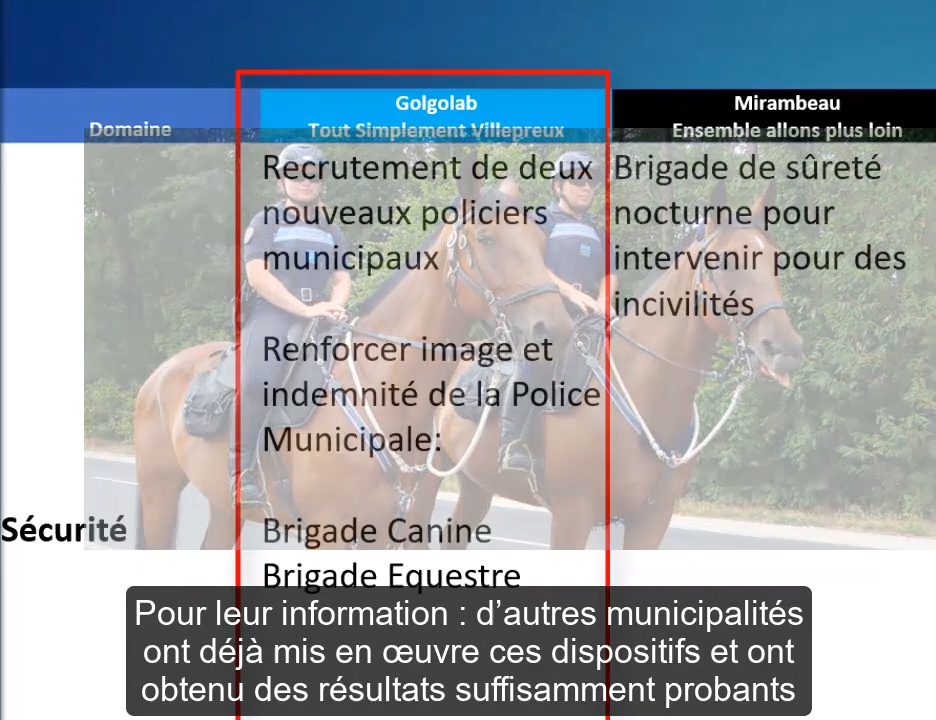 Domaine
Golgolab
Tout Simplement Villepreux
Mirambeau
Ensemble allons plus loin
Sécurité
Recrutement de deux
nouveaux policiers
municipaux
Renforcer image et
indemnité de la Police
Municipale:
Brigade Canine
Brigade Equestre
Brigade de sûreté
nocturne pour
intervenir pour des
incivilités
Pour leur information : d’autres municipalités
ont déjà mis en œuvre ces dispositifs et ont
obtenu des résultats suffisamment probants